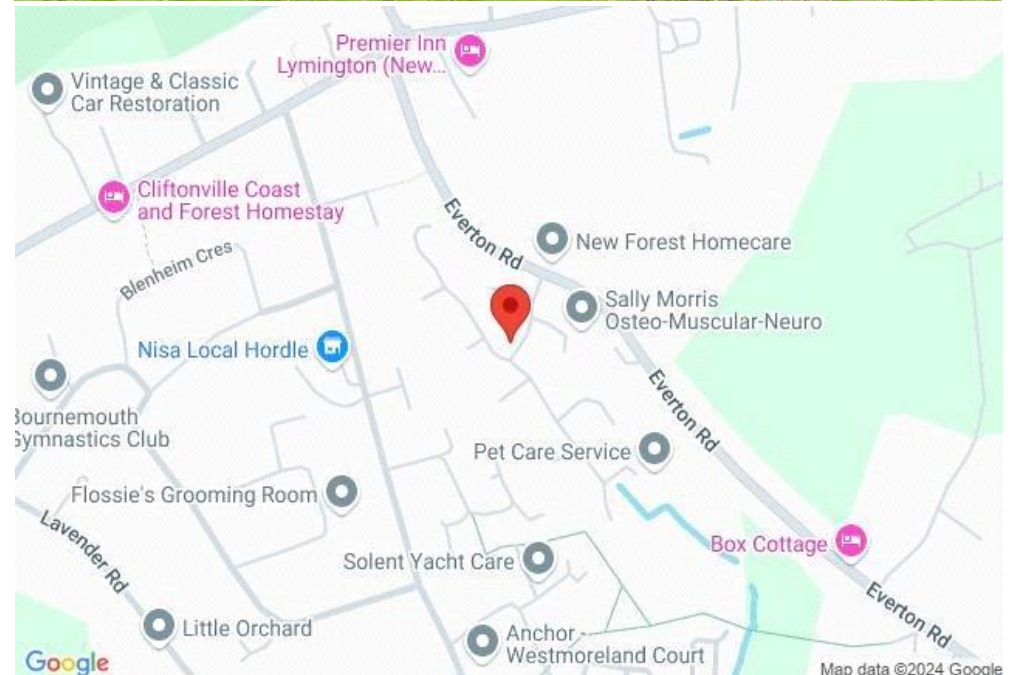 Premier Inn
Lymington (New...
Vintage & Classic
Car Restoration
Cliftonville Coast
and Forest Homestay
Everton Rd
New Forest Homecare
Blenheim Cres
Sally Morris
Osteo-Muscular-Neuro
Nisa Local Hordle
Bournemouth
Gymnastics Club
Everton Rd
Pet Care Service
Flossie's Grooming Room
Lavender Rd
Solent Yacht Care
Box Cottage
Everton Rd
Little Orchard
Anchor -
Westmoreland Court
Google
Map data ©2024 Google